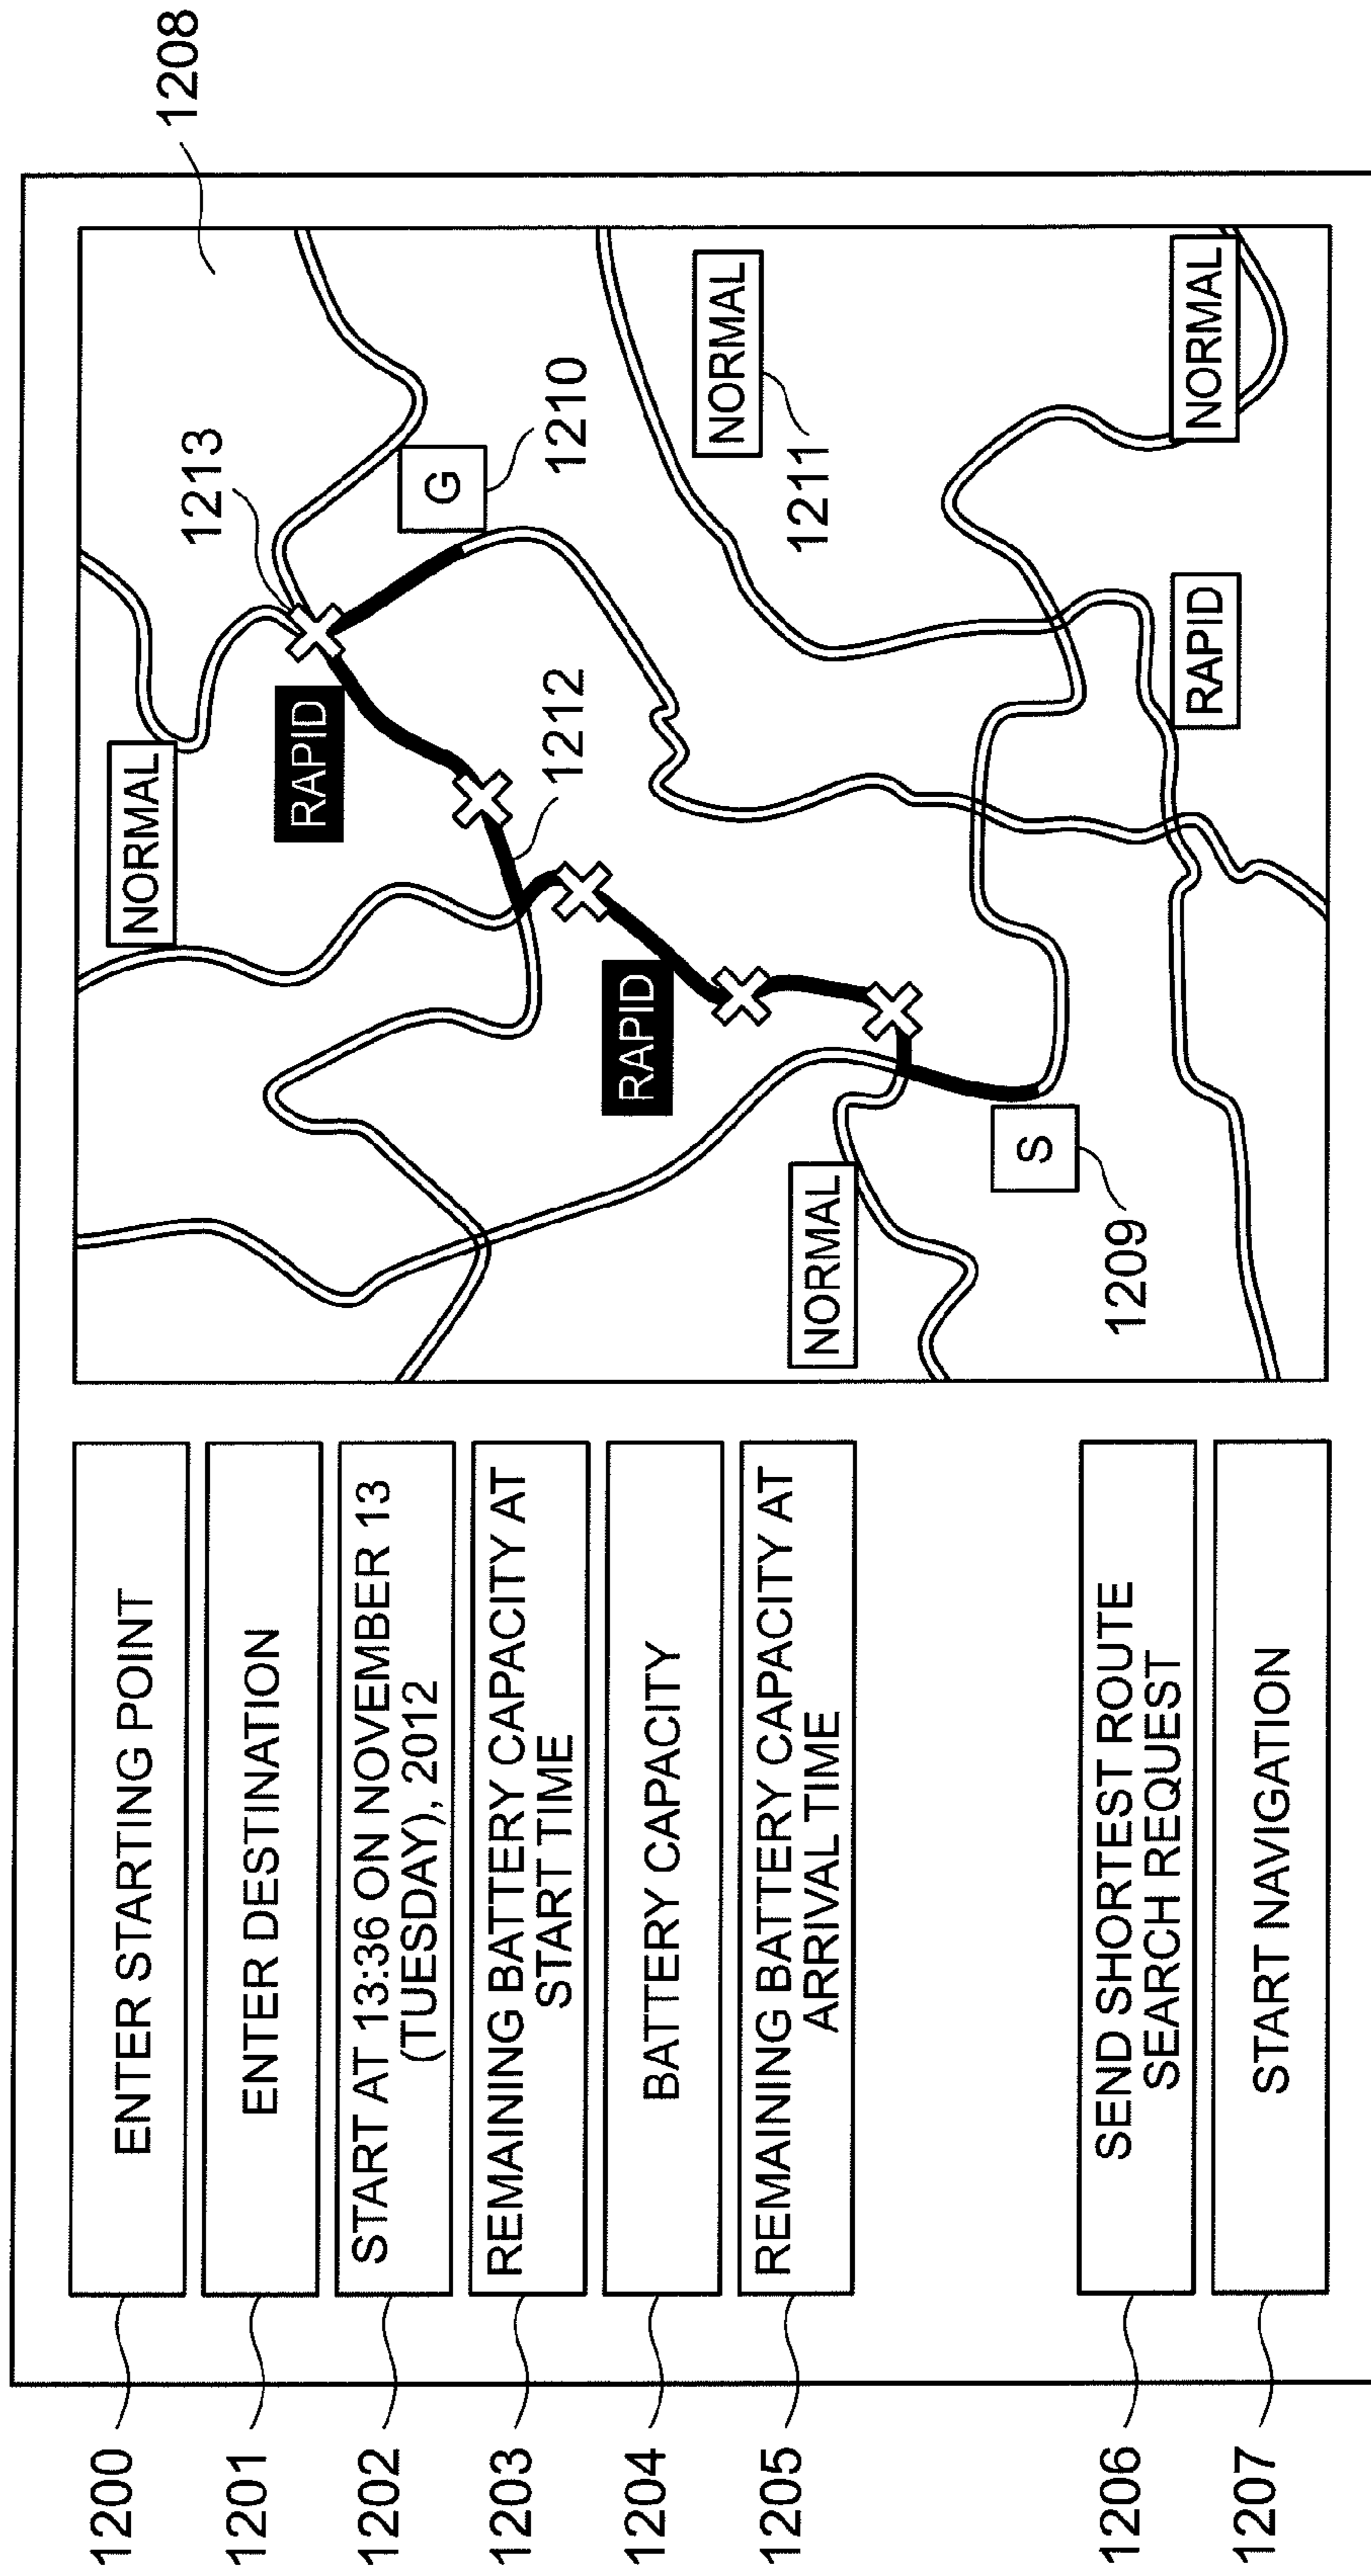 1200
ENTER STARTING POINT
1201
ENTER DESTINATION
1202
START AT 13:36 ON NOVEMBER 13
(TUESDAY), 2012
1203
REMAINING BATTERY CAPACITY AT
START TIME
1204
BATTERY CAPACITY
1205
REMAINING BATTERY CAPACITY AT
ARRIVAL TIME
1206
SEND SHORTEST ROUTE
SEARCH REQUEST
1207
START NAVIGATION
1208
NORMAL
1213
RAPID
G
1210
1212
RAPID
NORMAL
1211
NORMAL
S
1209
RAPID
NORMAL